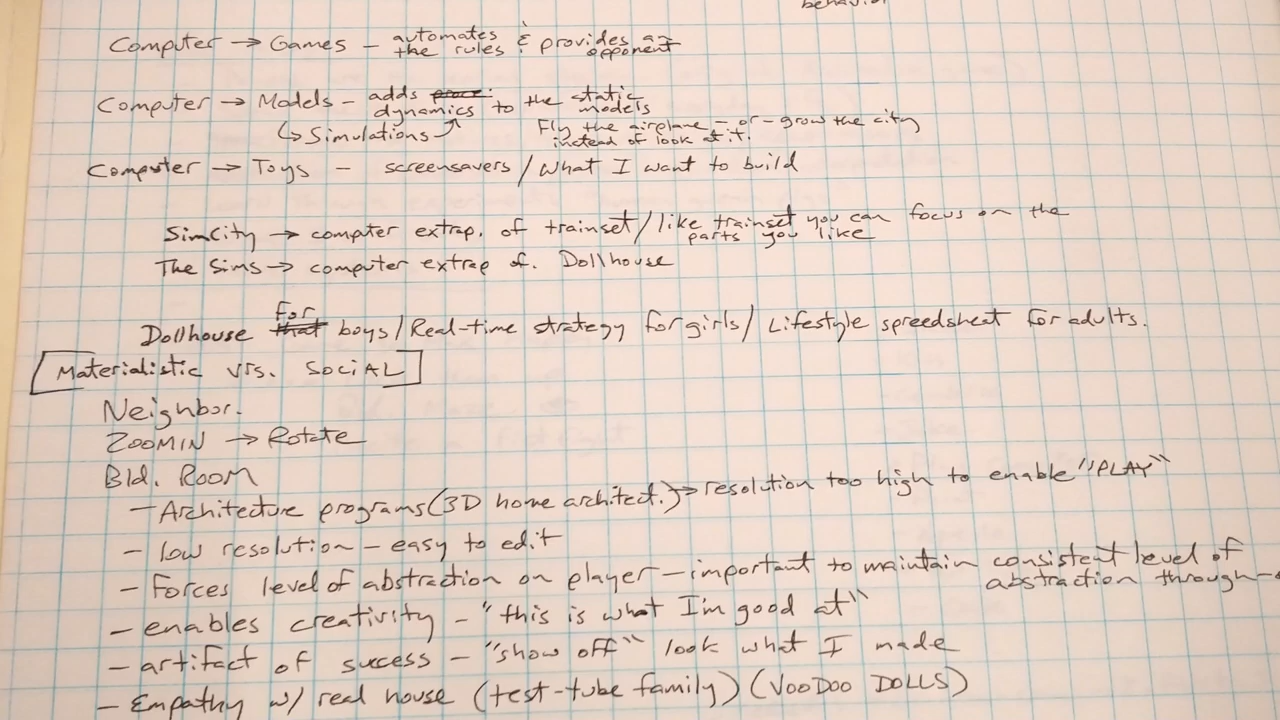 behavior
Computer → Games – automates the rules & provides an opponent
Computer → Models – adds dynamics to the static models
↳ Simulations
Fly the airplane – or – grow the city instead of look at it.
Computer → Toys – screensavers / What I want to build
SimCity → computer extrap. of trainset / like trainset you can focus on the parts you like
The Sims → computer extrap of. Dollhouse
Dollhouse for boys / Real-time strategy for girls / Lifestyle spreedsheet for adults.
Materialistic vrs. SociAL
Neighbor.
ZOOMIN → Rotate
Bld. ROOM
– Architecture programs (3D home architect.) → resolution too high to enable "PLAY"
– low resolution – easy to edit
– Forces level of abstraction on player – important to maintain consistent level of abstraction through-
– enables creativity – "this is what I'm good at"
– artifact of success – "show off" look what I made
– Empathy w/ real house (test-tube family) (VOODOO DOLLS)